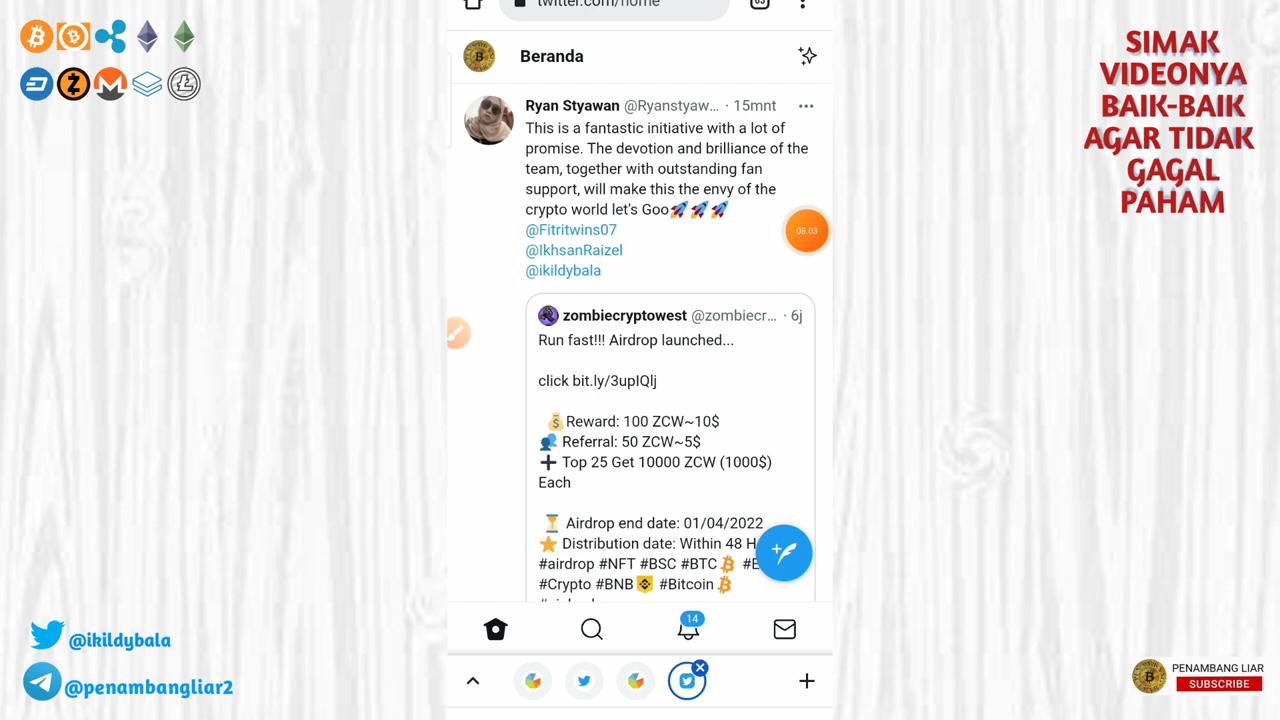 twitter.com/home
Beranda
Ryan Styawan @Ryanstyaw... · 15mnt
This is a fantastic initiative with a lot of
promise. The devotion and brilliance of the
team, together with outstanding fan
support, will make this the envy of the
crypto world let's Goo🚀🚀🚀
@Fitritwins07
@IkhsanRaizel
@ikildybala
08.03
zombiecryptowest @zombiecr... · 6j
Run fast!!! Airdrop launched...
click bit.ly/3upIQlj
💰Reward: 100 ZCW~10$
👥 Referral: 50 ZCW~5$
➕ Top 25 Get 10000 ZCW (1000$)
Each
⏳ Airdrop end date: 01/04/2022
⭐ Distribution date: Within 48 H
#airdrop #NFT #BSC #BTC
#Crypto #BNB #Bitcoin
14
SIMAK
VIDEONYA
BAIK-BAIK
AGAR TIDAK
GAGAL
PAHAM
@ikildybala
@penambangliar2
PENAMBANG LIAR
SUBSCRIBE